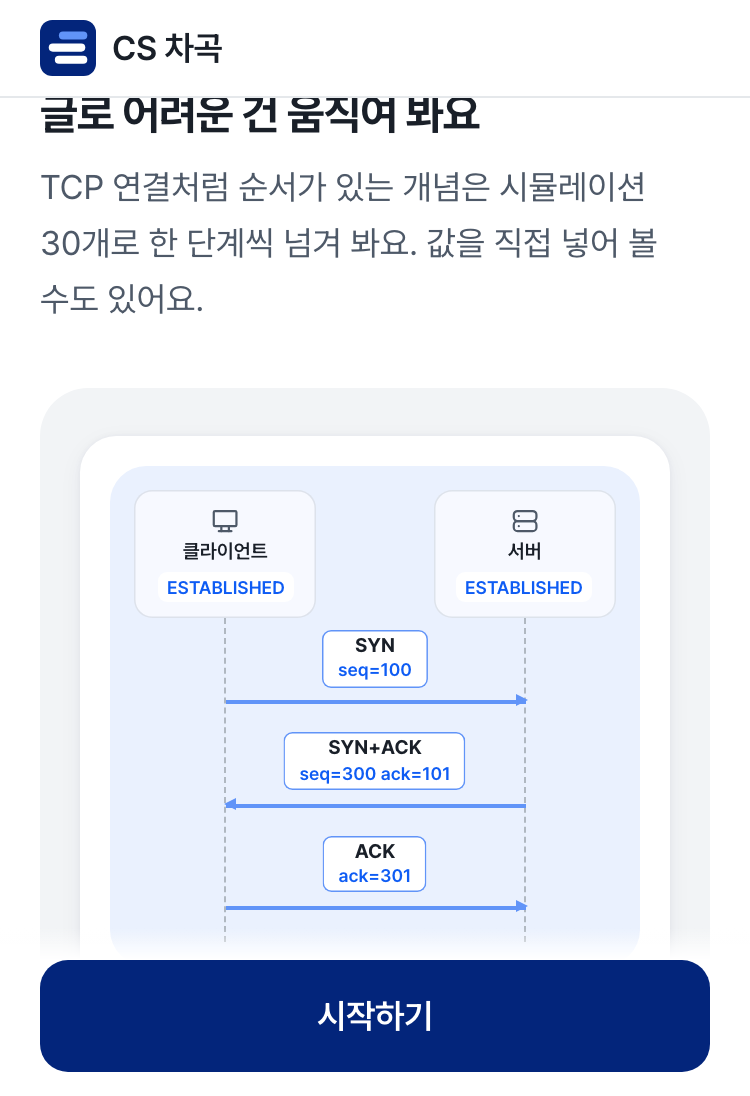 CS 차곡
글로 어려운 건 움직여 봐요
TCP 연결처럼 순서가 있는 개념은 시뮬레이션
30개로 한 단계씩 넘겨 봐요. 값을 직접 넣어 볼
수도 있어요.
클라이언트
서버
ESTABLISHED
ESTABLISHED
SYN
seq=100
SYN+ACK
seq=300 ack=101
ACK
ack=301
시작하기